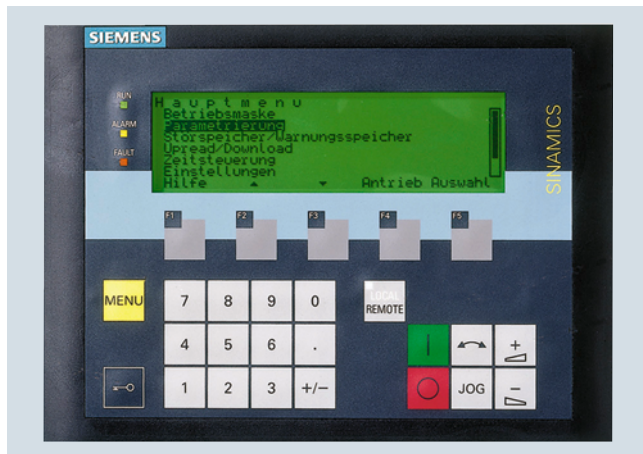 SIEMENS
RUN
ALARM
FAULT
SINAMICS
Hauptmenu
Betriebsmaske
Parametrierung
Störspeicher/Warnungsspeicher
Upread/Download
Zeitsteuerung
Einstellungen
Hilfe Antrieb Auswahl
F1 F2 F3 F4 F5
MENU 7 8 9 0 LOCAL
REMOTE
4 5 6 .
1 2 3 +/- JOG
+
−